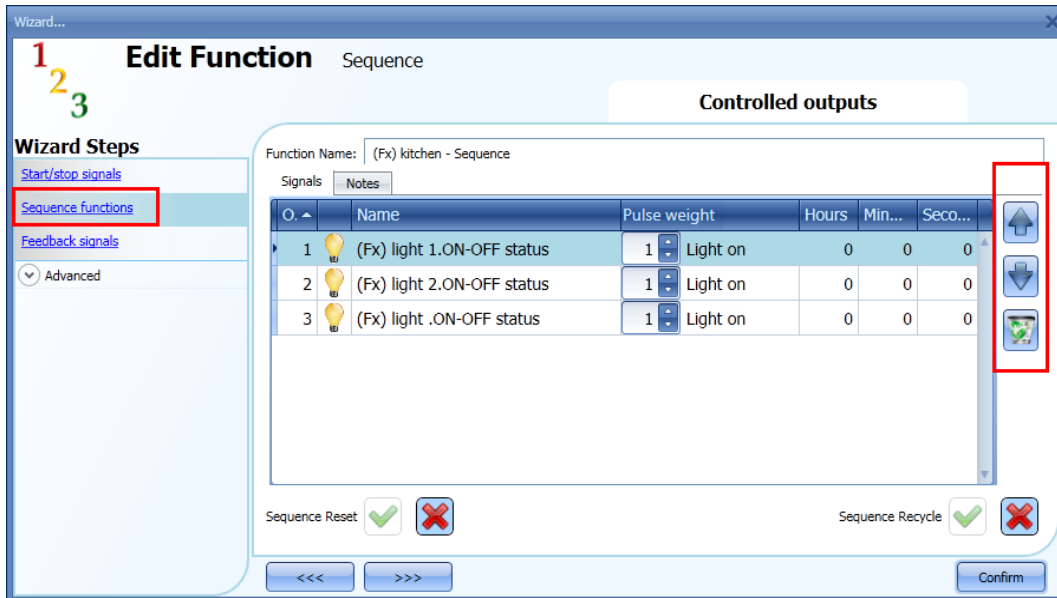 Wizard...
1 2 3
Edit Function Sequence
Controlled outputs
Wizard Steps
Start/stop signals
Sequence functions
Feedback signals
Advanced
Function Name: (Fx) kitchen - Sequence
Signals Notes
O. Name Pulse weight Hours Min... Seco...
1 (Fx) light 1.ON-OFF status 1 Light on 0 0 0
2 (Fx) light 2.ON-OFF status 1 Light on 0 0 0
3 (Fx) light .ON-OFF status 1 Light on 0 0 0
Sequence Reset Sequence Recycle
<<< >>> Confirm